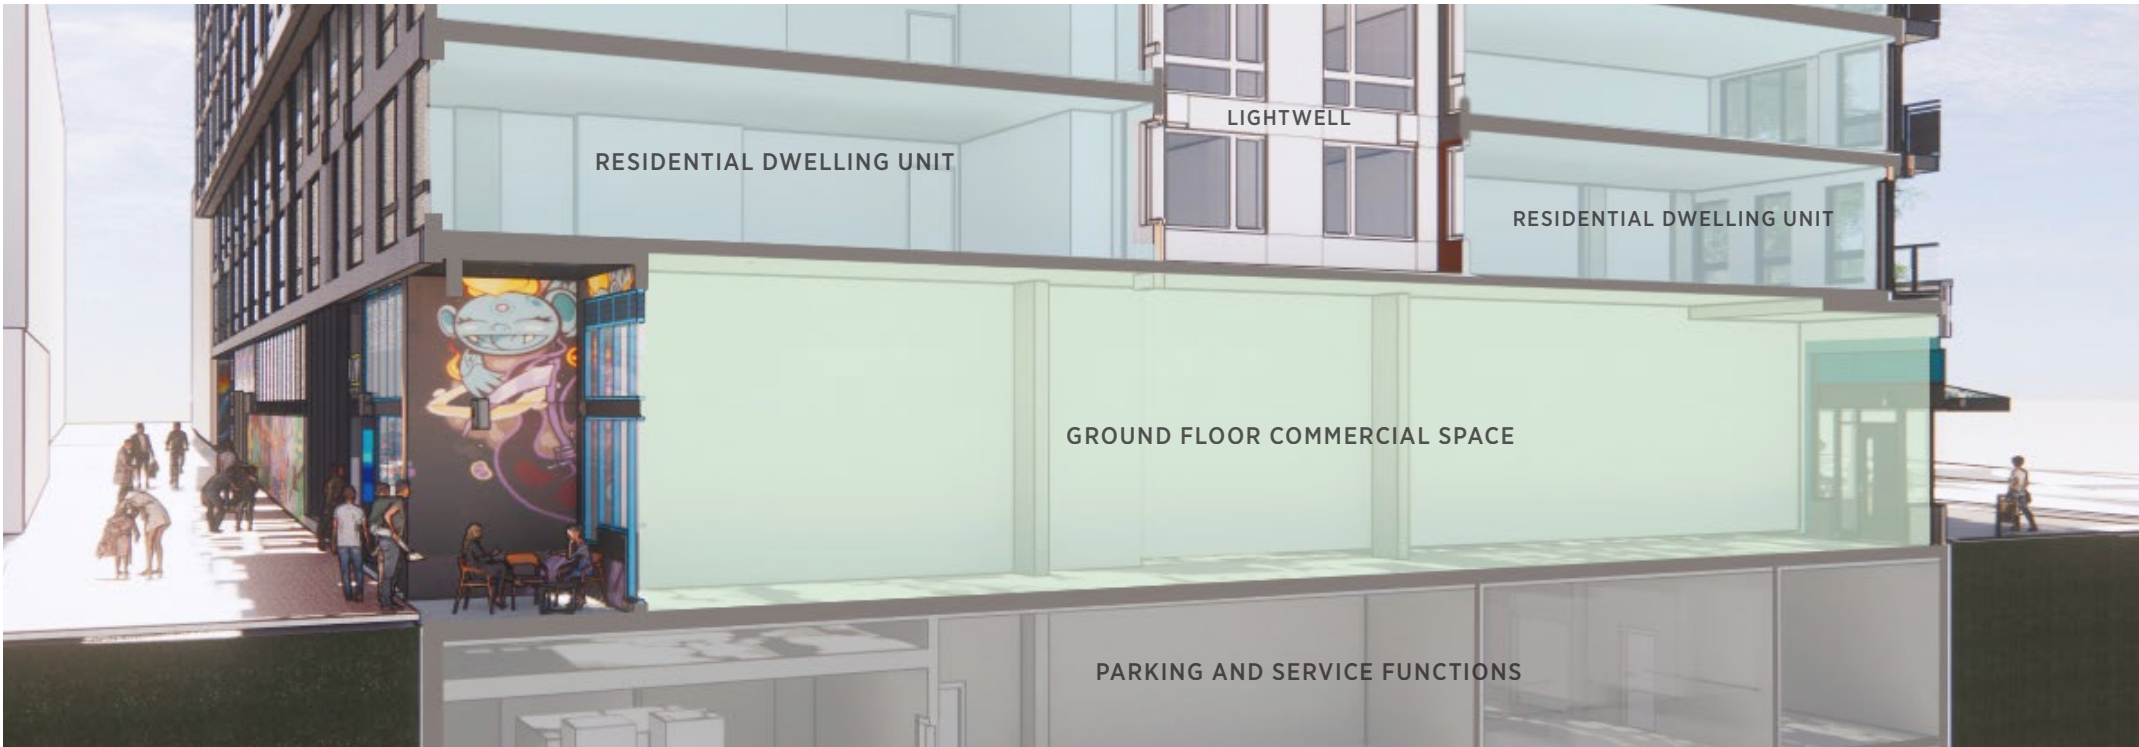 LIGHTWELL
RESIDENTIAL DWELLING UNIT
RESIDENTIAL DWELLING UNIT
GROUND FLOOR COMMERCIAL SPACE
PARKING AND SERVICE FUNCTIONS